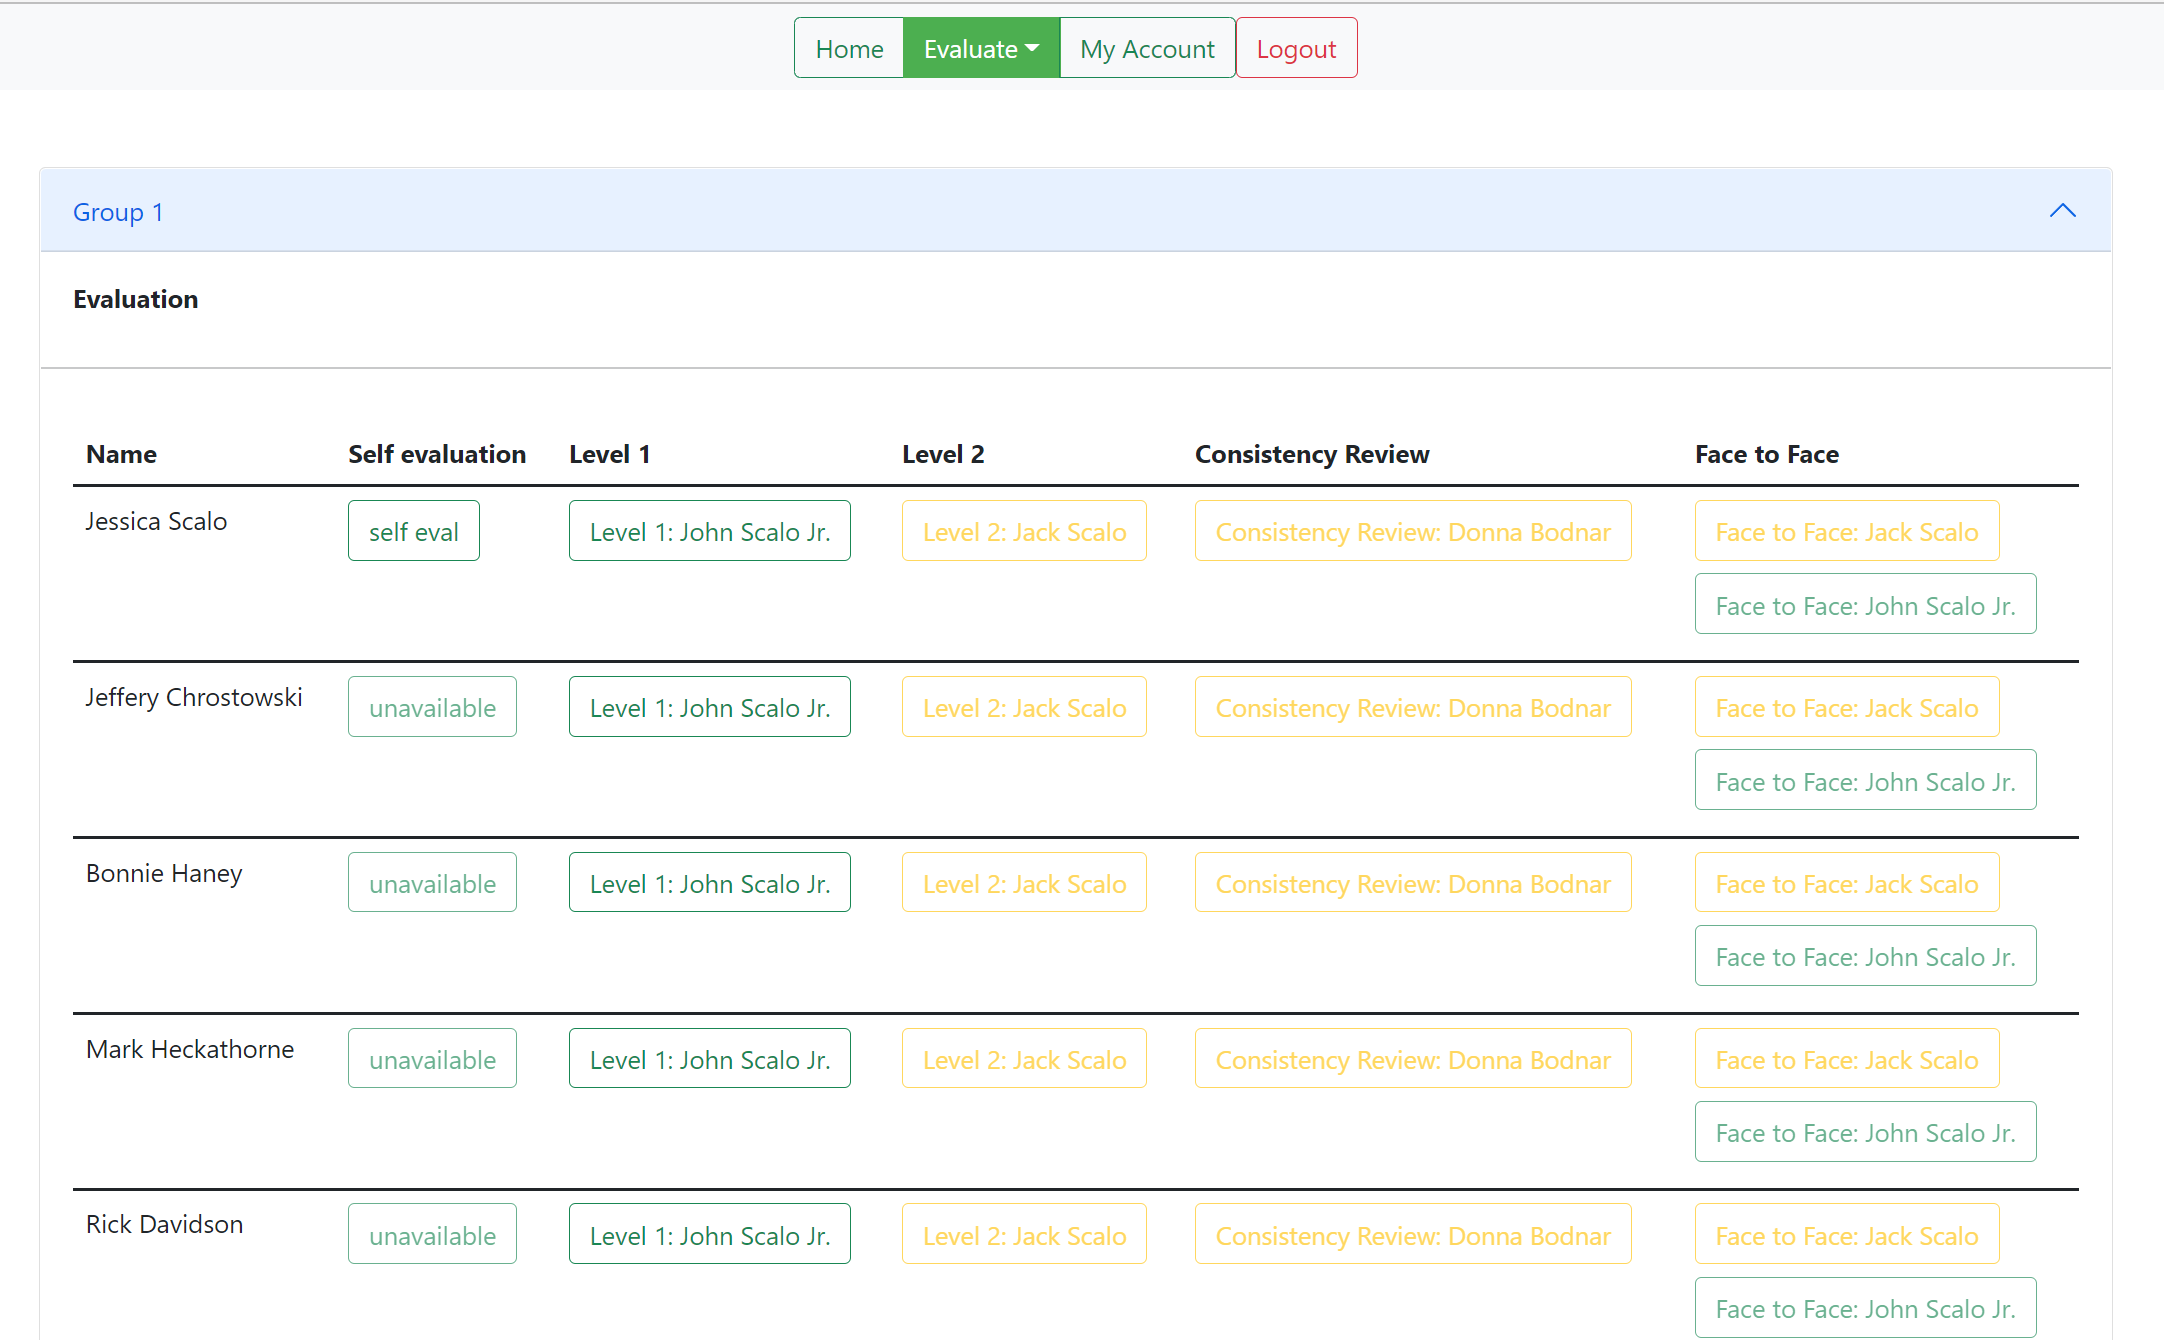 Home Evaluate My Account Logout
Group 1
Evaluation
Name Self evaluation Level 1 Level 2 Consistency Review Face to Face
Jessica Scalo self eval Level 1: John Scalo Jr. Level 2: Jack Scalo Consistency Review: Donna Bodnar Face to Face: Jack Scalo
Face to Face: John Scalo Jr.
Jeffery Chrostowski unavailable Level 1: John Scalo Jr. Level 2: Jack Scalo Consistency Review: Donna Bodnar Face to Face: Jack Scalo
Face to Face: John Scalo Jr.
Bonnie Haney unavailable Level 1: John Scalo Jr. Level 2: Jack Scalo Consistency Review: Donna Bodnar Face to Face: Jack Scalo
Face to Face: John Scalo Jr.
Mark Heckathorne unavailable Level 1: John Scalo Jr. Level 2: Jack Scalo Consistency Review: Donna Bodnar Face to Face: Jack Scalo
Face to Face: John Scalo Jr.
Rick Davidson unavailable Level 1: John Scalo Jr. Level 2: Jack Scalo Consistency Review: Donna Bodnar Face to Face: Jack Scalo
Face to Face: John Scalo Jr.